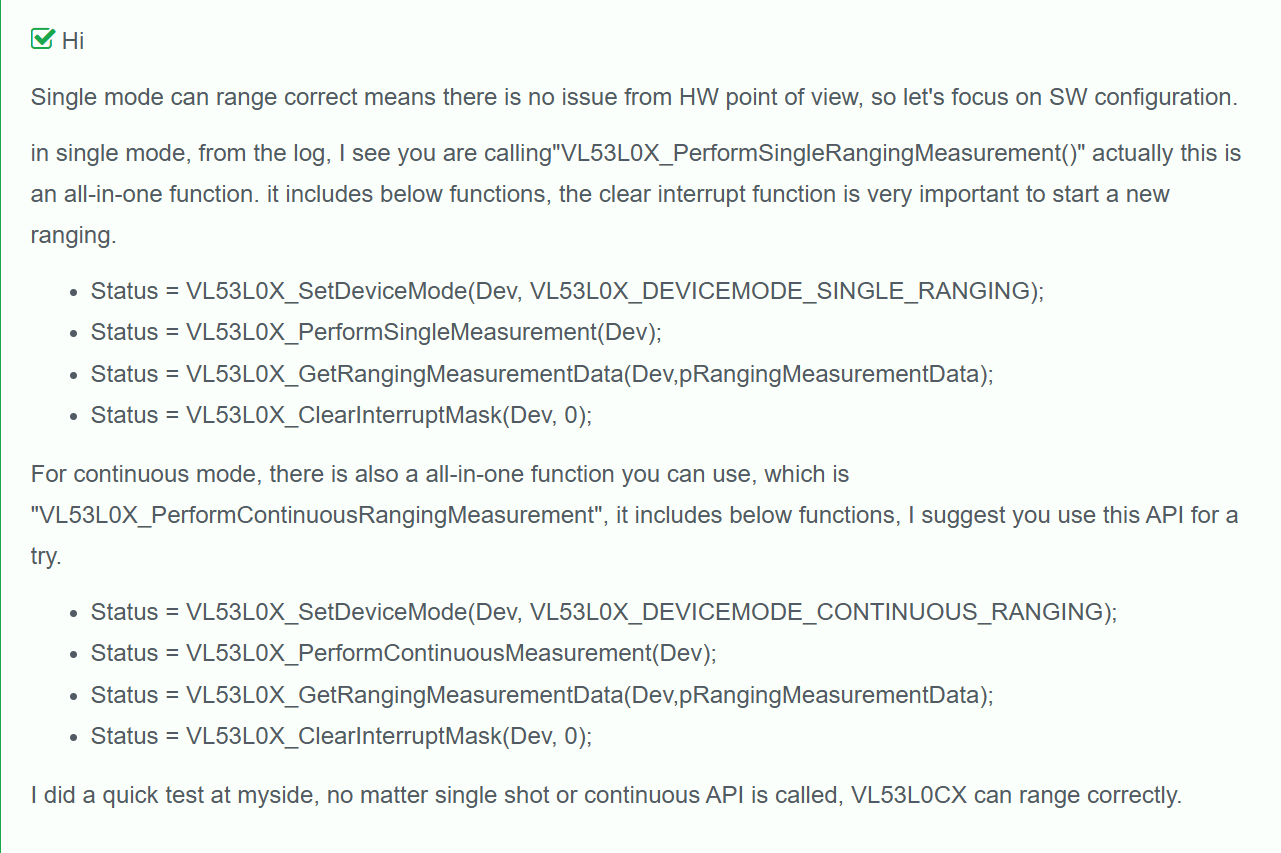 Hi
Single mode can range correct means there is no issue from HW point of view, so let's focus on SW configuration.
in single mode, from the log, I see you are calling"VL53L0X_PerformSingleRangingMeasurement()" actually this is
an all-in-one function. it includes below functions, the clear interrupt function is very important to start a new
ranging.
• Status = VL53L0X_SetDeviceMode(Dev, VL53L0X_DEVICEMODE_SINGLE_RANGING);
• Status = VL53L0X_PerformSingleMeasurement(Dev);
• Status = VL53L0X_GetRangingMeasurementData(Dev,pRangingMeasurementData);
• Status = VL53L0X_ClearInterruptMask(Dev, 0);
For continuous mode, there is also a all-in-one function you can use, which is
"VL53L0X_PerformContinuousRangingMeasurement", it includes below functions, I suggest you use this API for a
try.
• Status = VL53L0X_SetDeviceMode(Dev, VL53L0X_DEVICEMODE_CONTINUOUS_RANGING);
• Status = VL53L0X_PerformContinuousMeasurement(Dev);
• Status = VL53L0X_GetRangingMeasurementData(Dev,pRangingMeasurementData);
• Status = VL53L0X_ClearInterruptMask(Dev, 0);
I did a quick test at myside, no matter single shot or continuous API is called, VL53L0CX can range correctly.